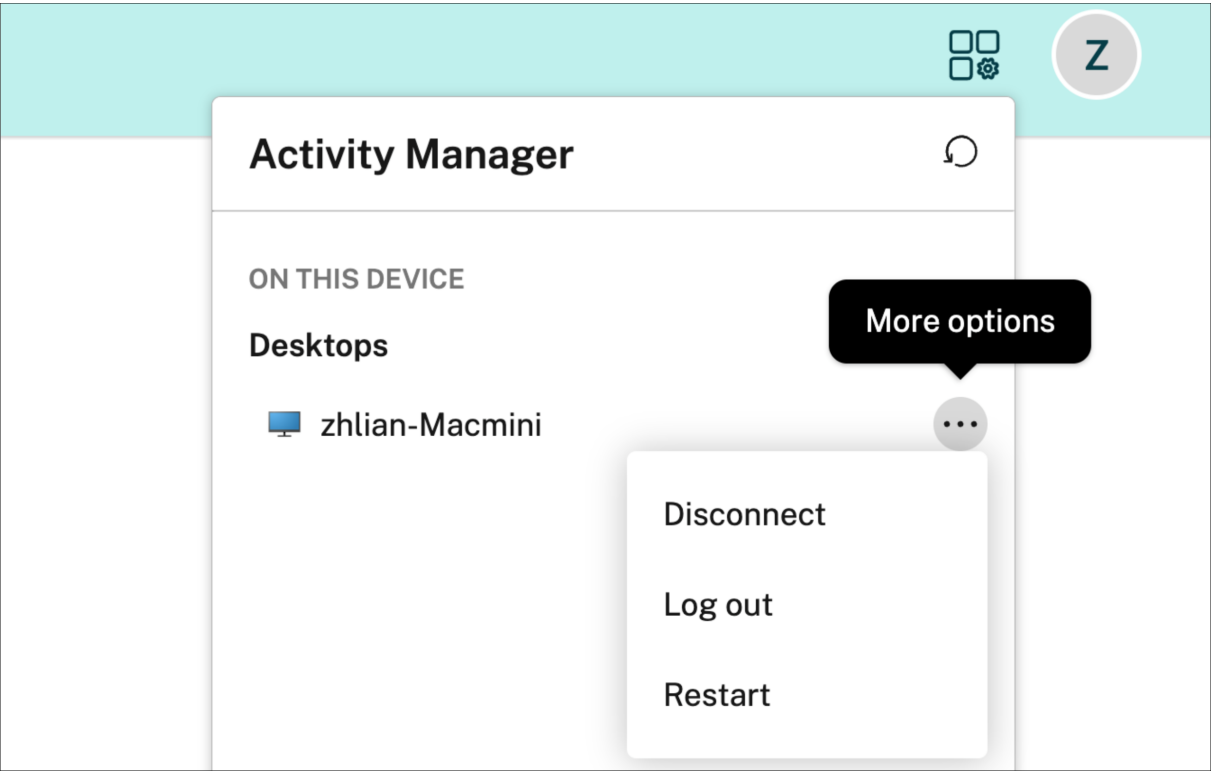 Z
Activity Manager
ON THIS DEVICE
More options
Desktops
zhlian-Macmini
Disconnect
Log out
Restart